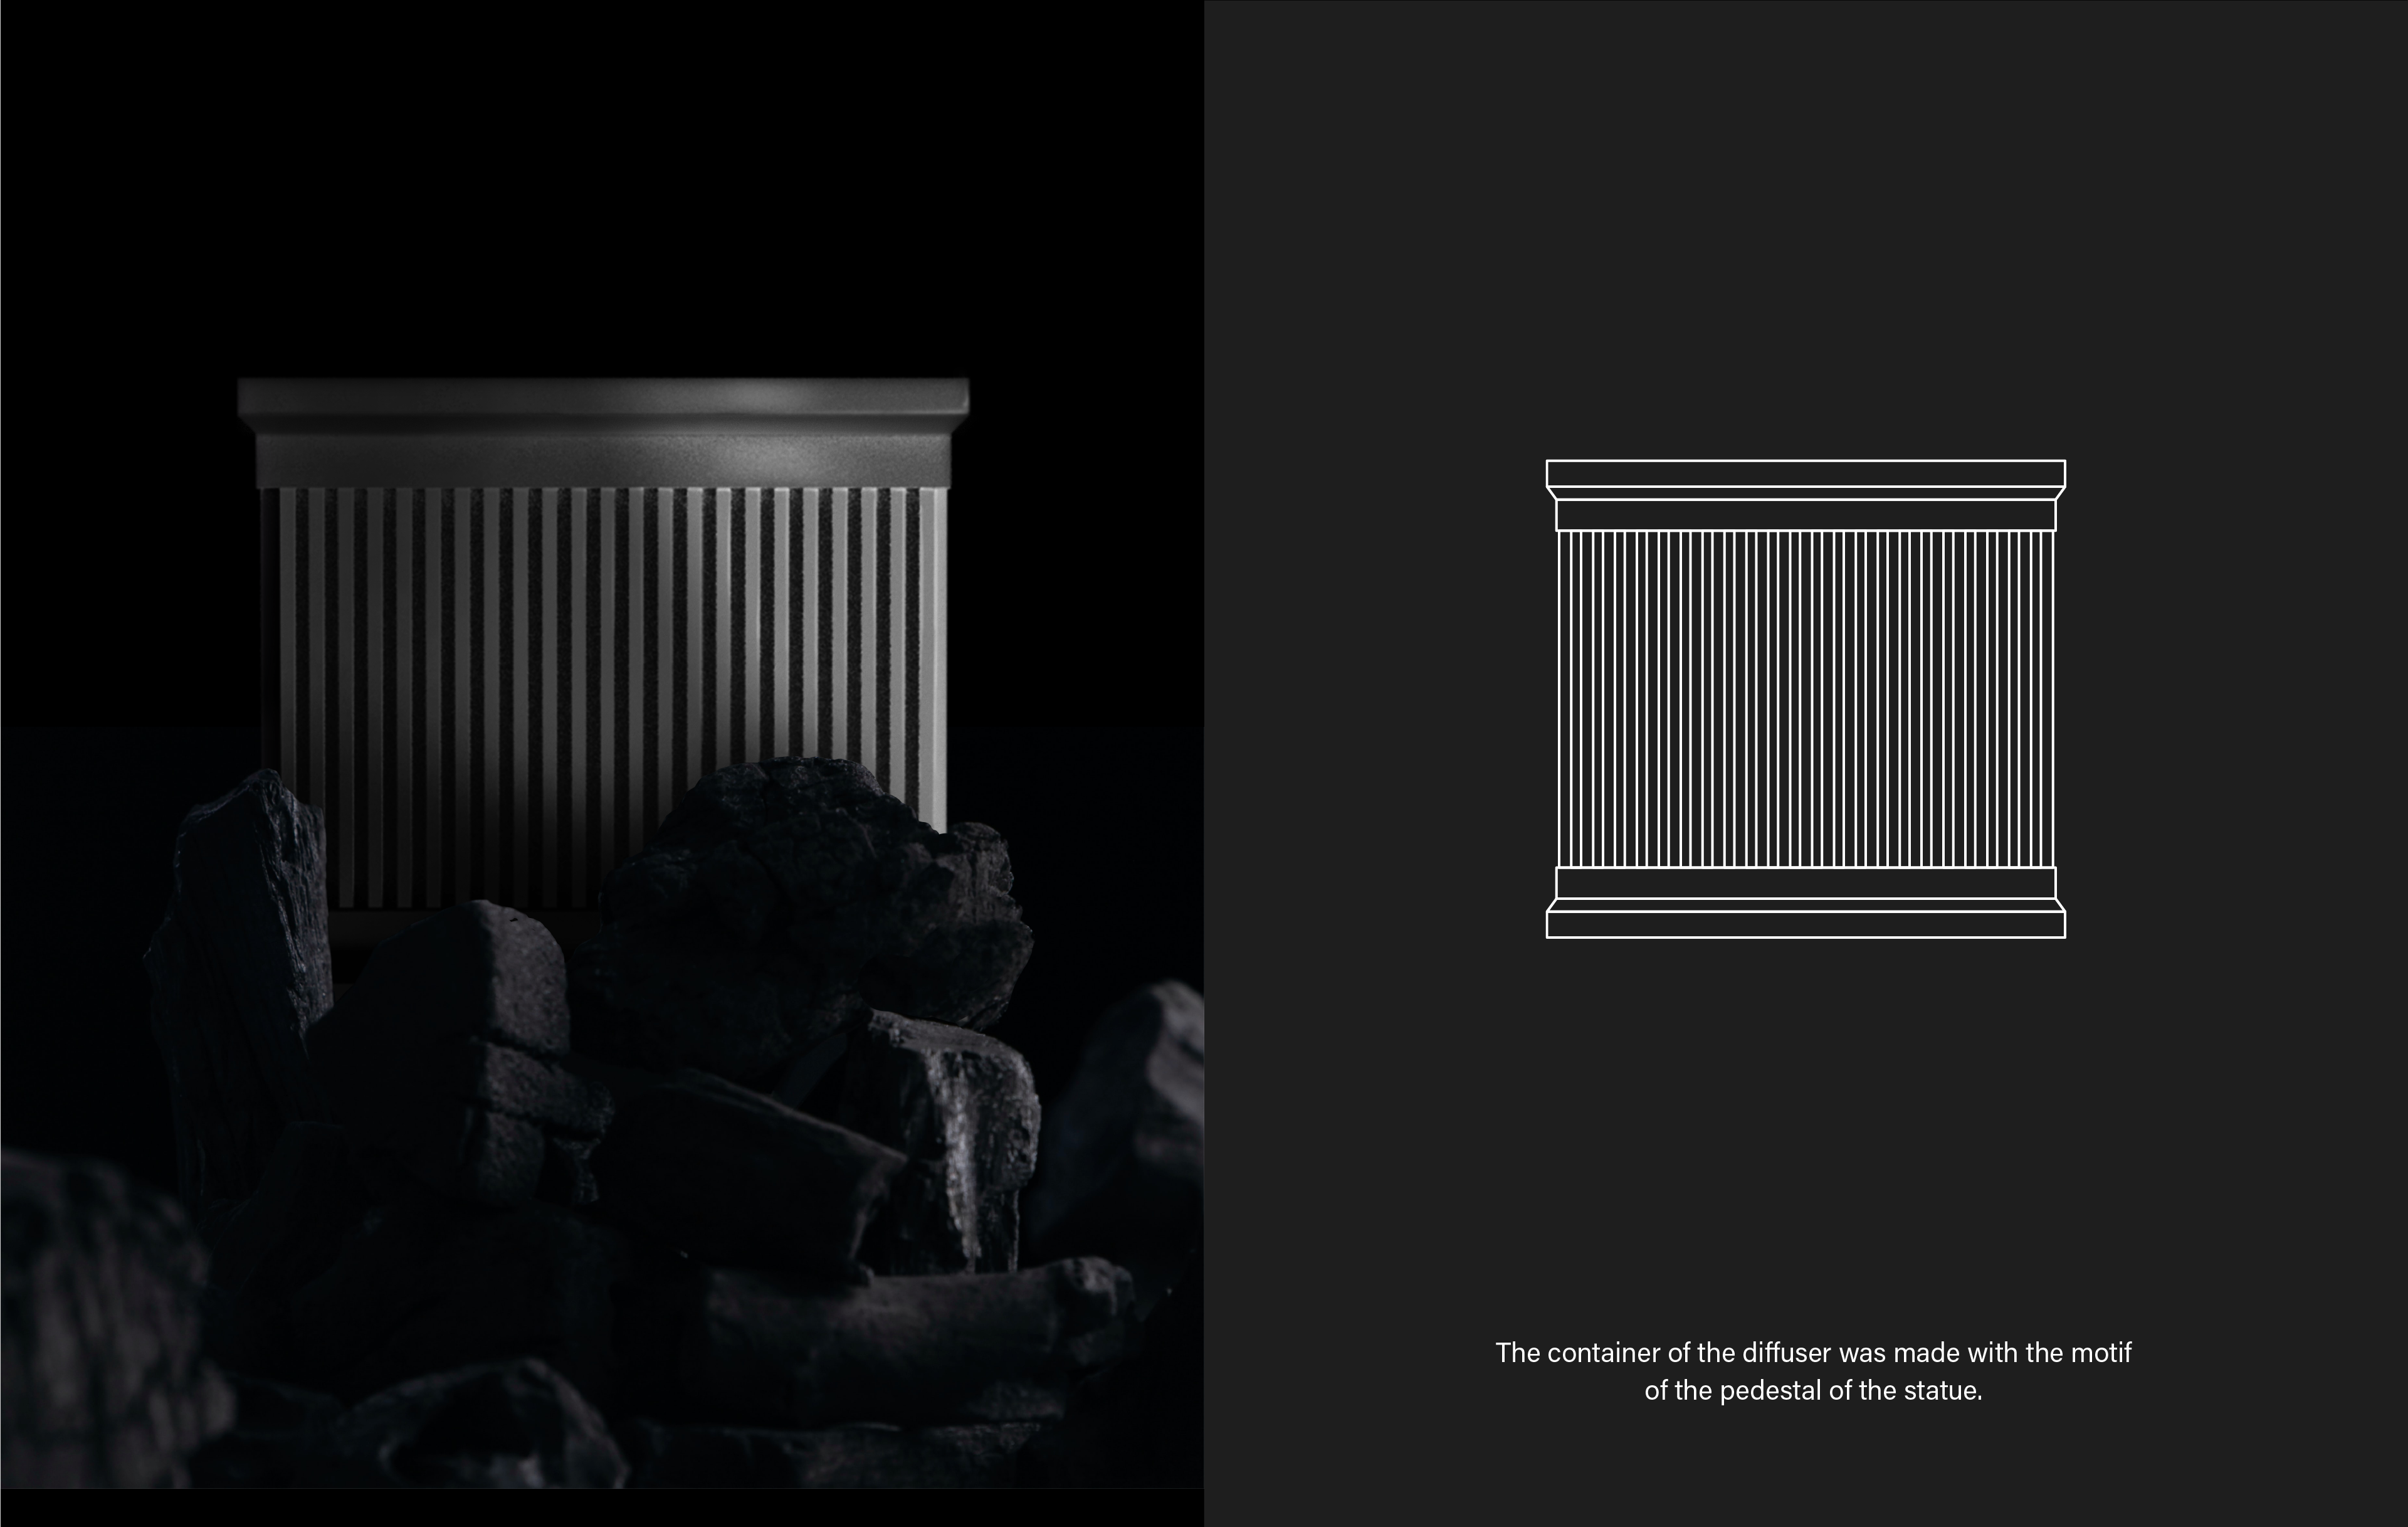 The container of the diffuser was made with the motif
of the pedestal of the statue.